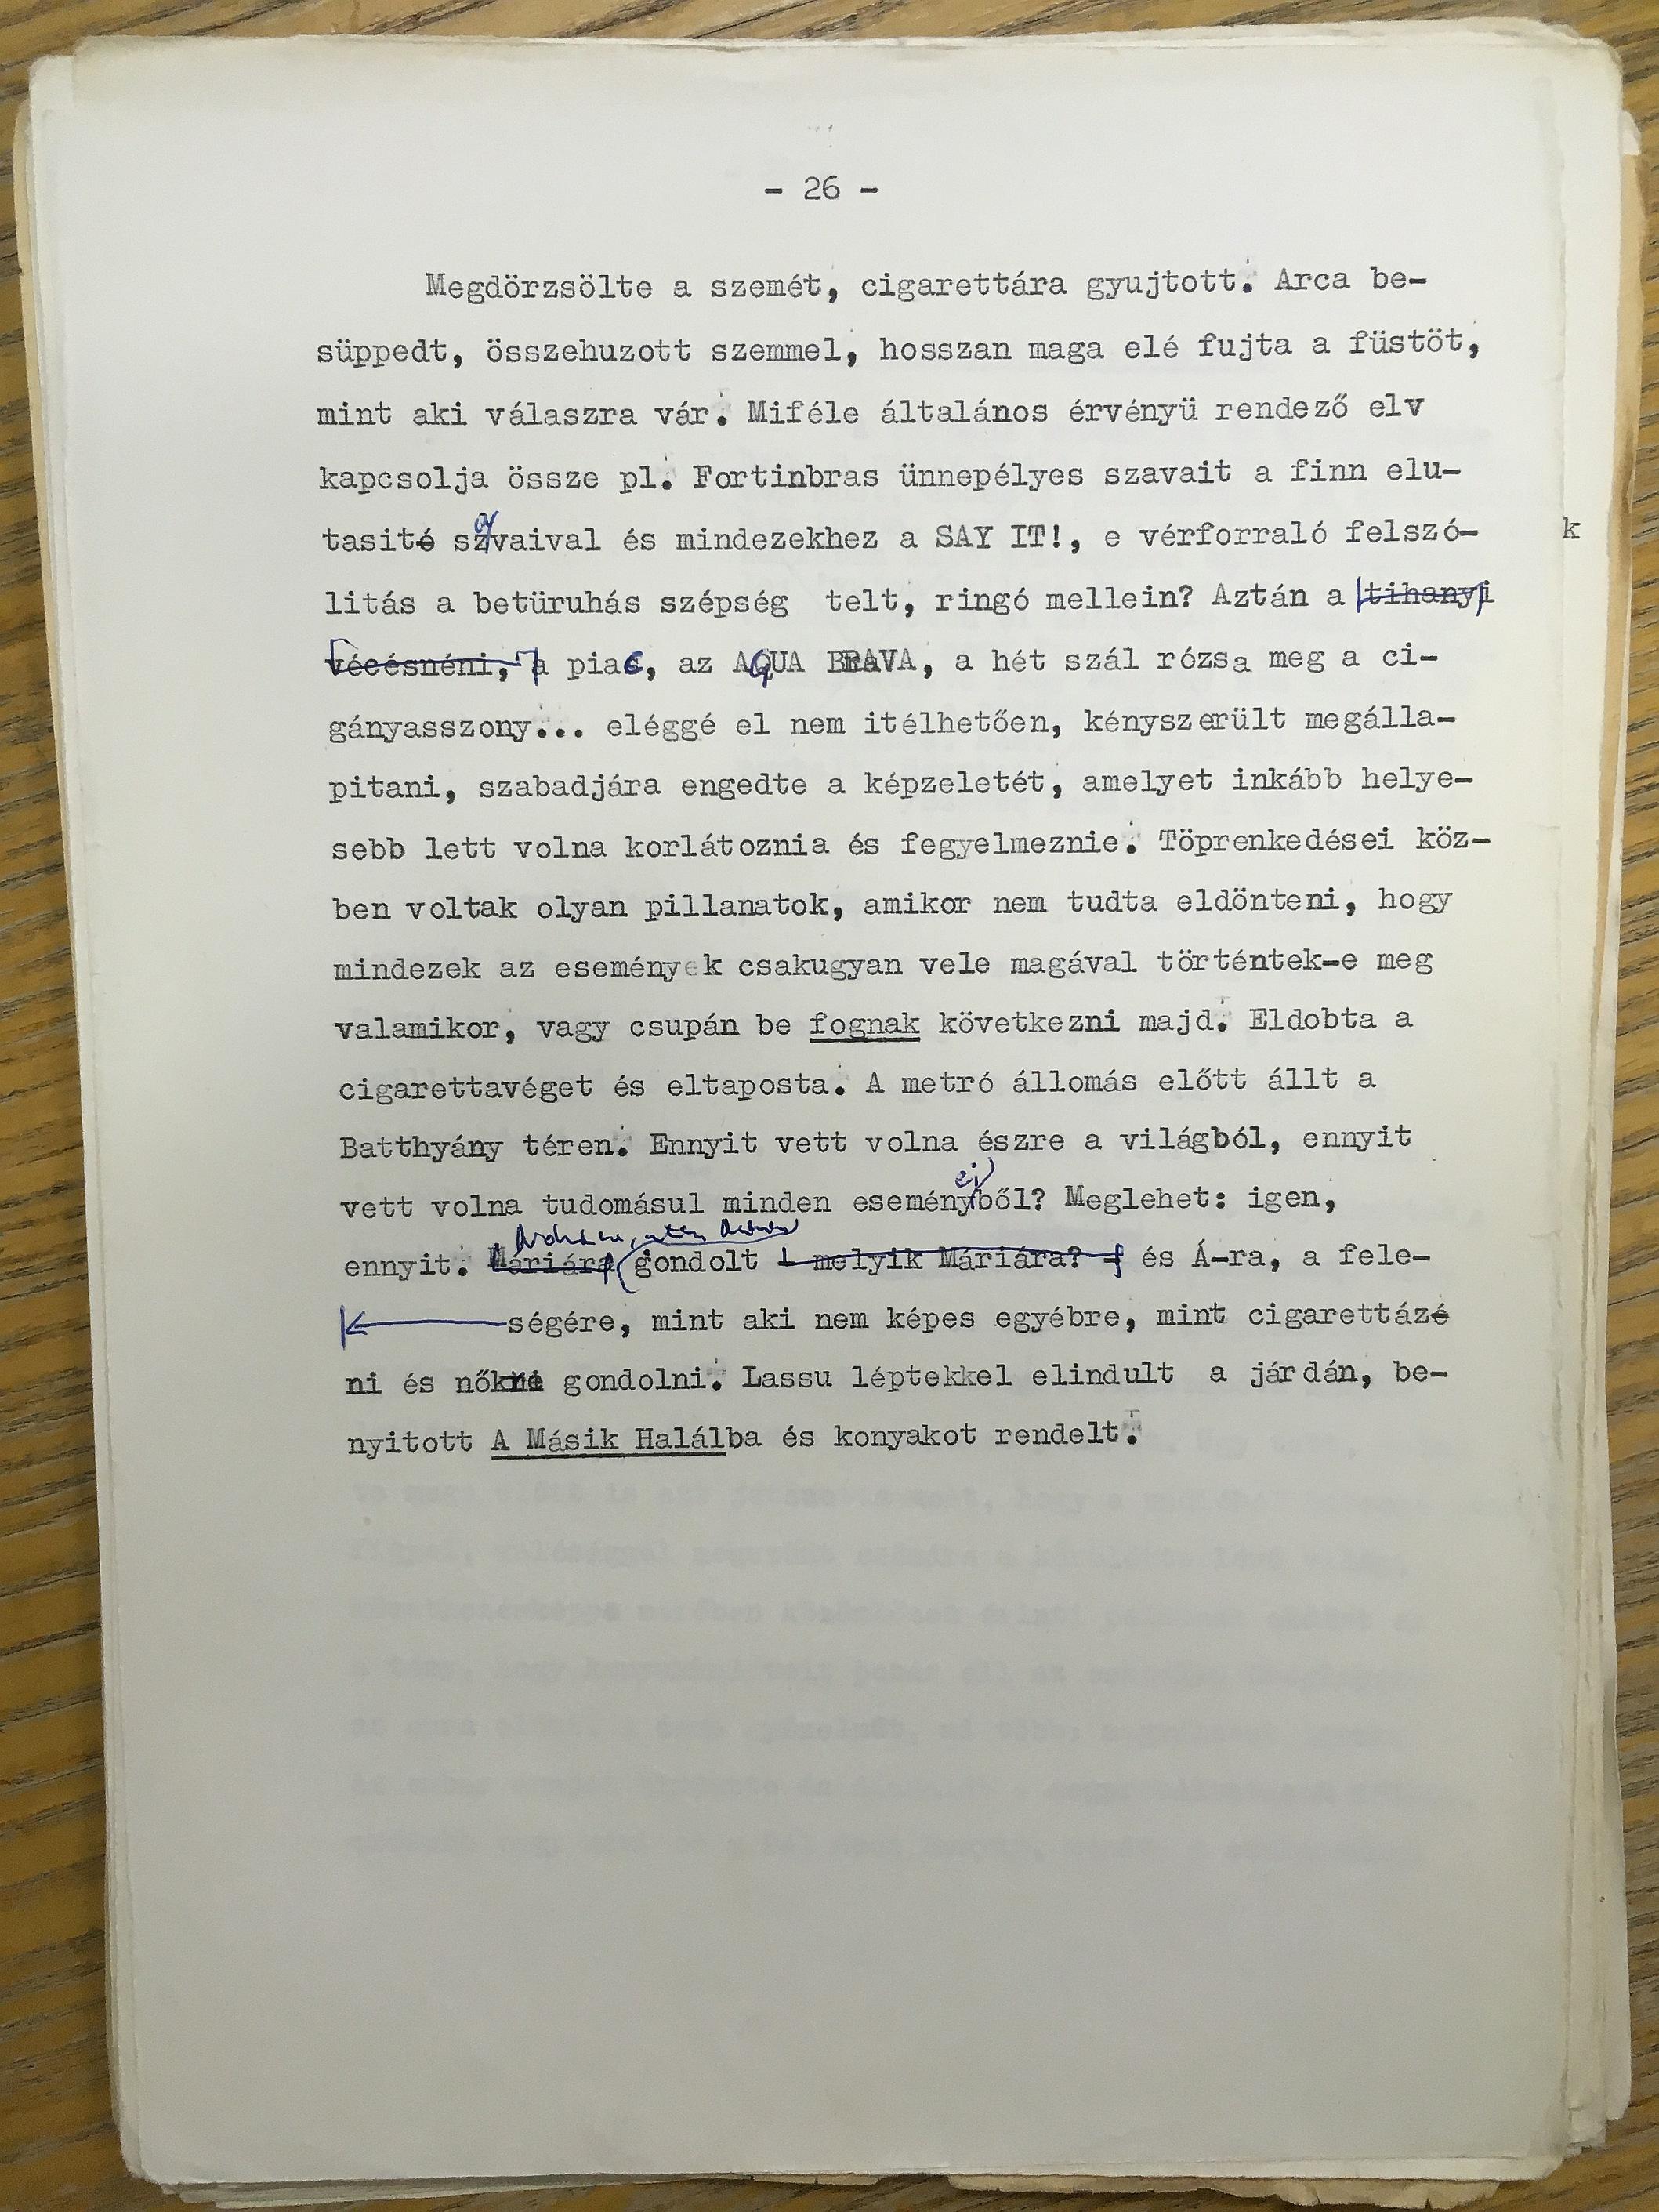 - 26 -
Megdörzsölte a szemét, cigarettára gyujtott. Arca be-
süppedt, összehuzott szemmel, hosszan maga elé fujta a füstöt,
mint aki válaszra vár. Miféle általános érvényü rendező elv
kapcsolja össze pl. Fortinbras ünnepélyes szavait a finn elu-
tasitó szavaival és mindezekhez a SAY IT!, e vérforraló felszó-
k
litás a betüruhás szépség telt, ringó mellein? Aztán a tihanyi
vécésnéni, a piac, az AQUA BRAVA, a hét szál rózsa meg a ci-
gányasszony... eléggé el nem itélhetően, kényszerült megálla-
pitani, szabadjára engedte a képzeletét, amelyet inkább helye-
sebb lett volna korlátoznia és fegyelmeznie. Töprenkedései köz-
ben voltak olyan pillanatok, amikor nem tudta eldönteni, hogy
mindezek az események csakugyan vele magával történtek-e meg
valamikor, vagy csupán be fognak következni majd. Eldobta a
cigarettavéget és eltaposta. A metró állomás előtt állt a
Batthyány téren. Ennyit vett volna észre a világból, ennyit
ei
vett volna tudomásul minden eseményből? Meglehet: igen,
ennyit. Máriára gondolt - melyik Máriára? - és Á-ra, a fele-
ségére, mint aki nem képes egyébre, mint cigarettáz
ni és nőkre gondolni. Lassu léptekkel elindult a járdán, be-
nyitott A Másik Halálba és konyakot rendelt.